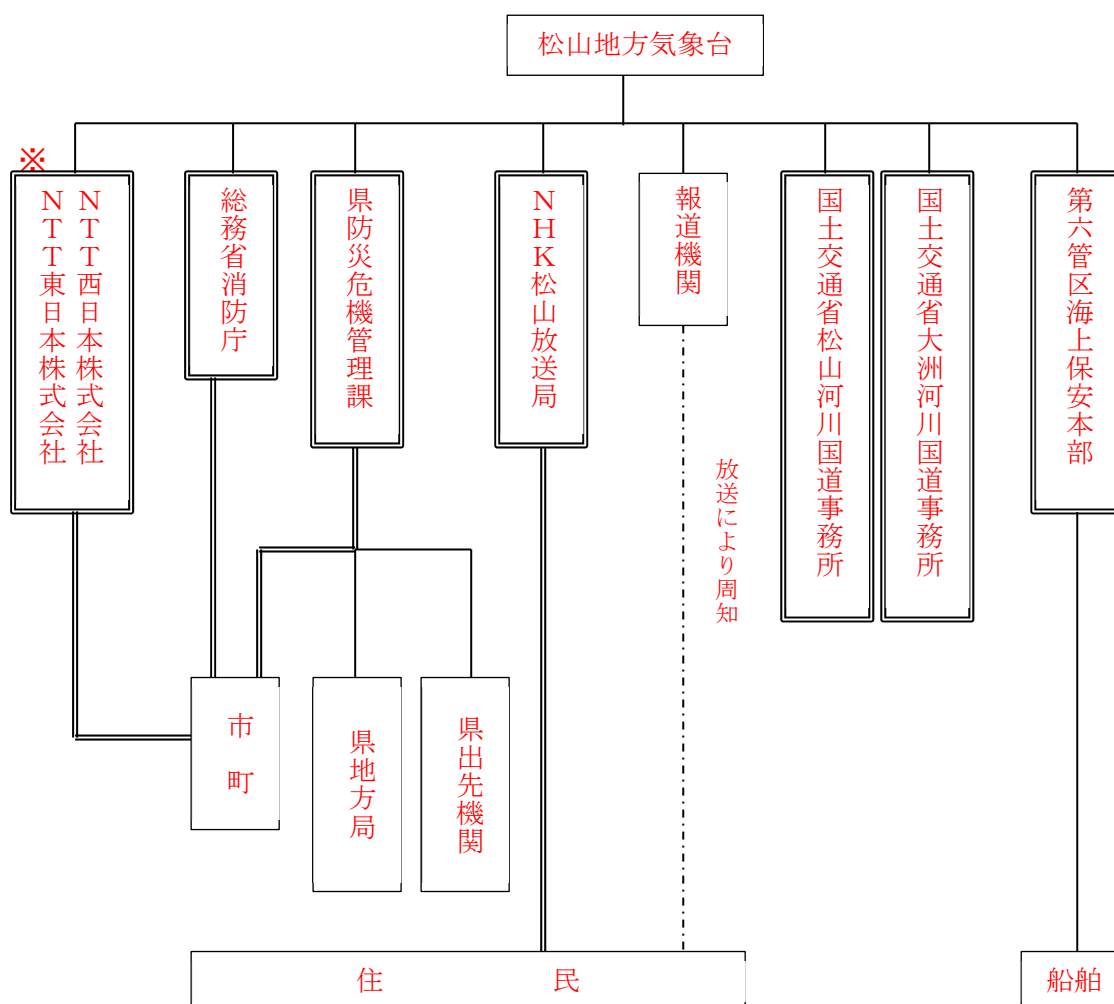 松山地方気象台
※
NTT西日本株式会社
NTT東日本株式会社
総務省消防庁
県防災危機管理課
NHK松山放送局
報道機関
国土交通省松山河川国道事務所
国土交通省大洲河川国道事務所
第六管区海上保安本部
放送により周知
市町
県地方局
県出先機関
住民
船舶